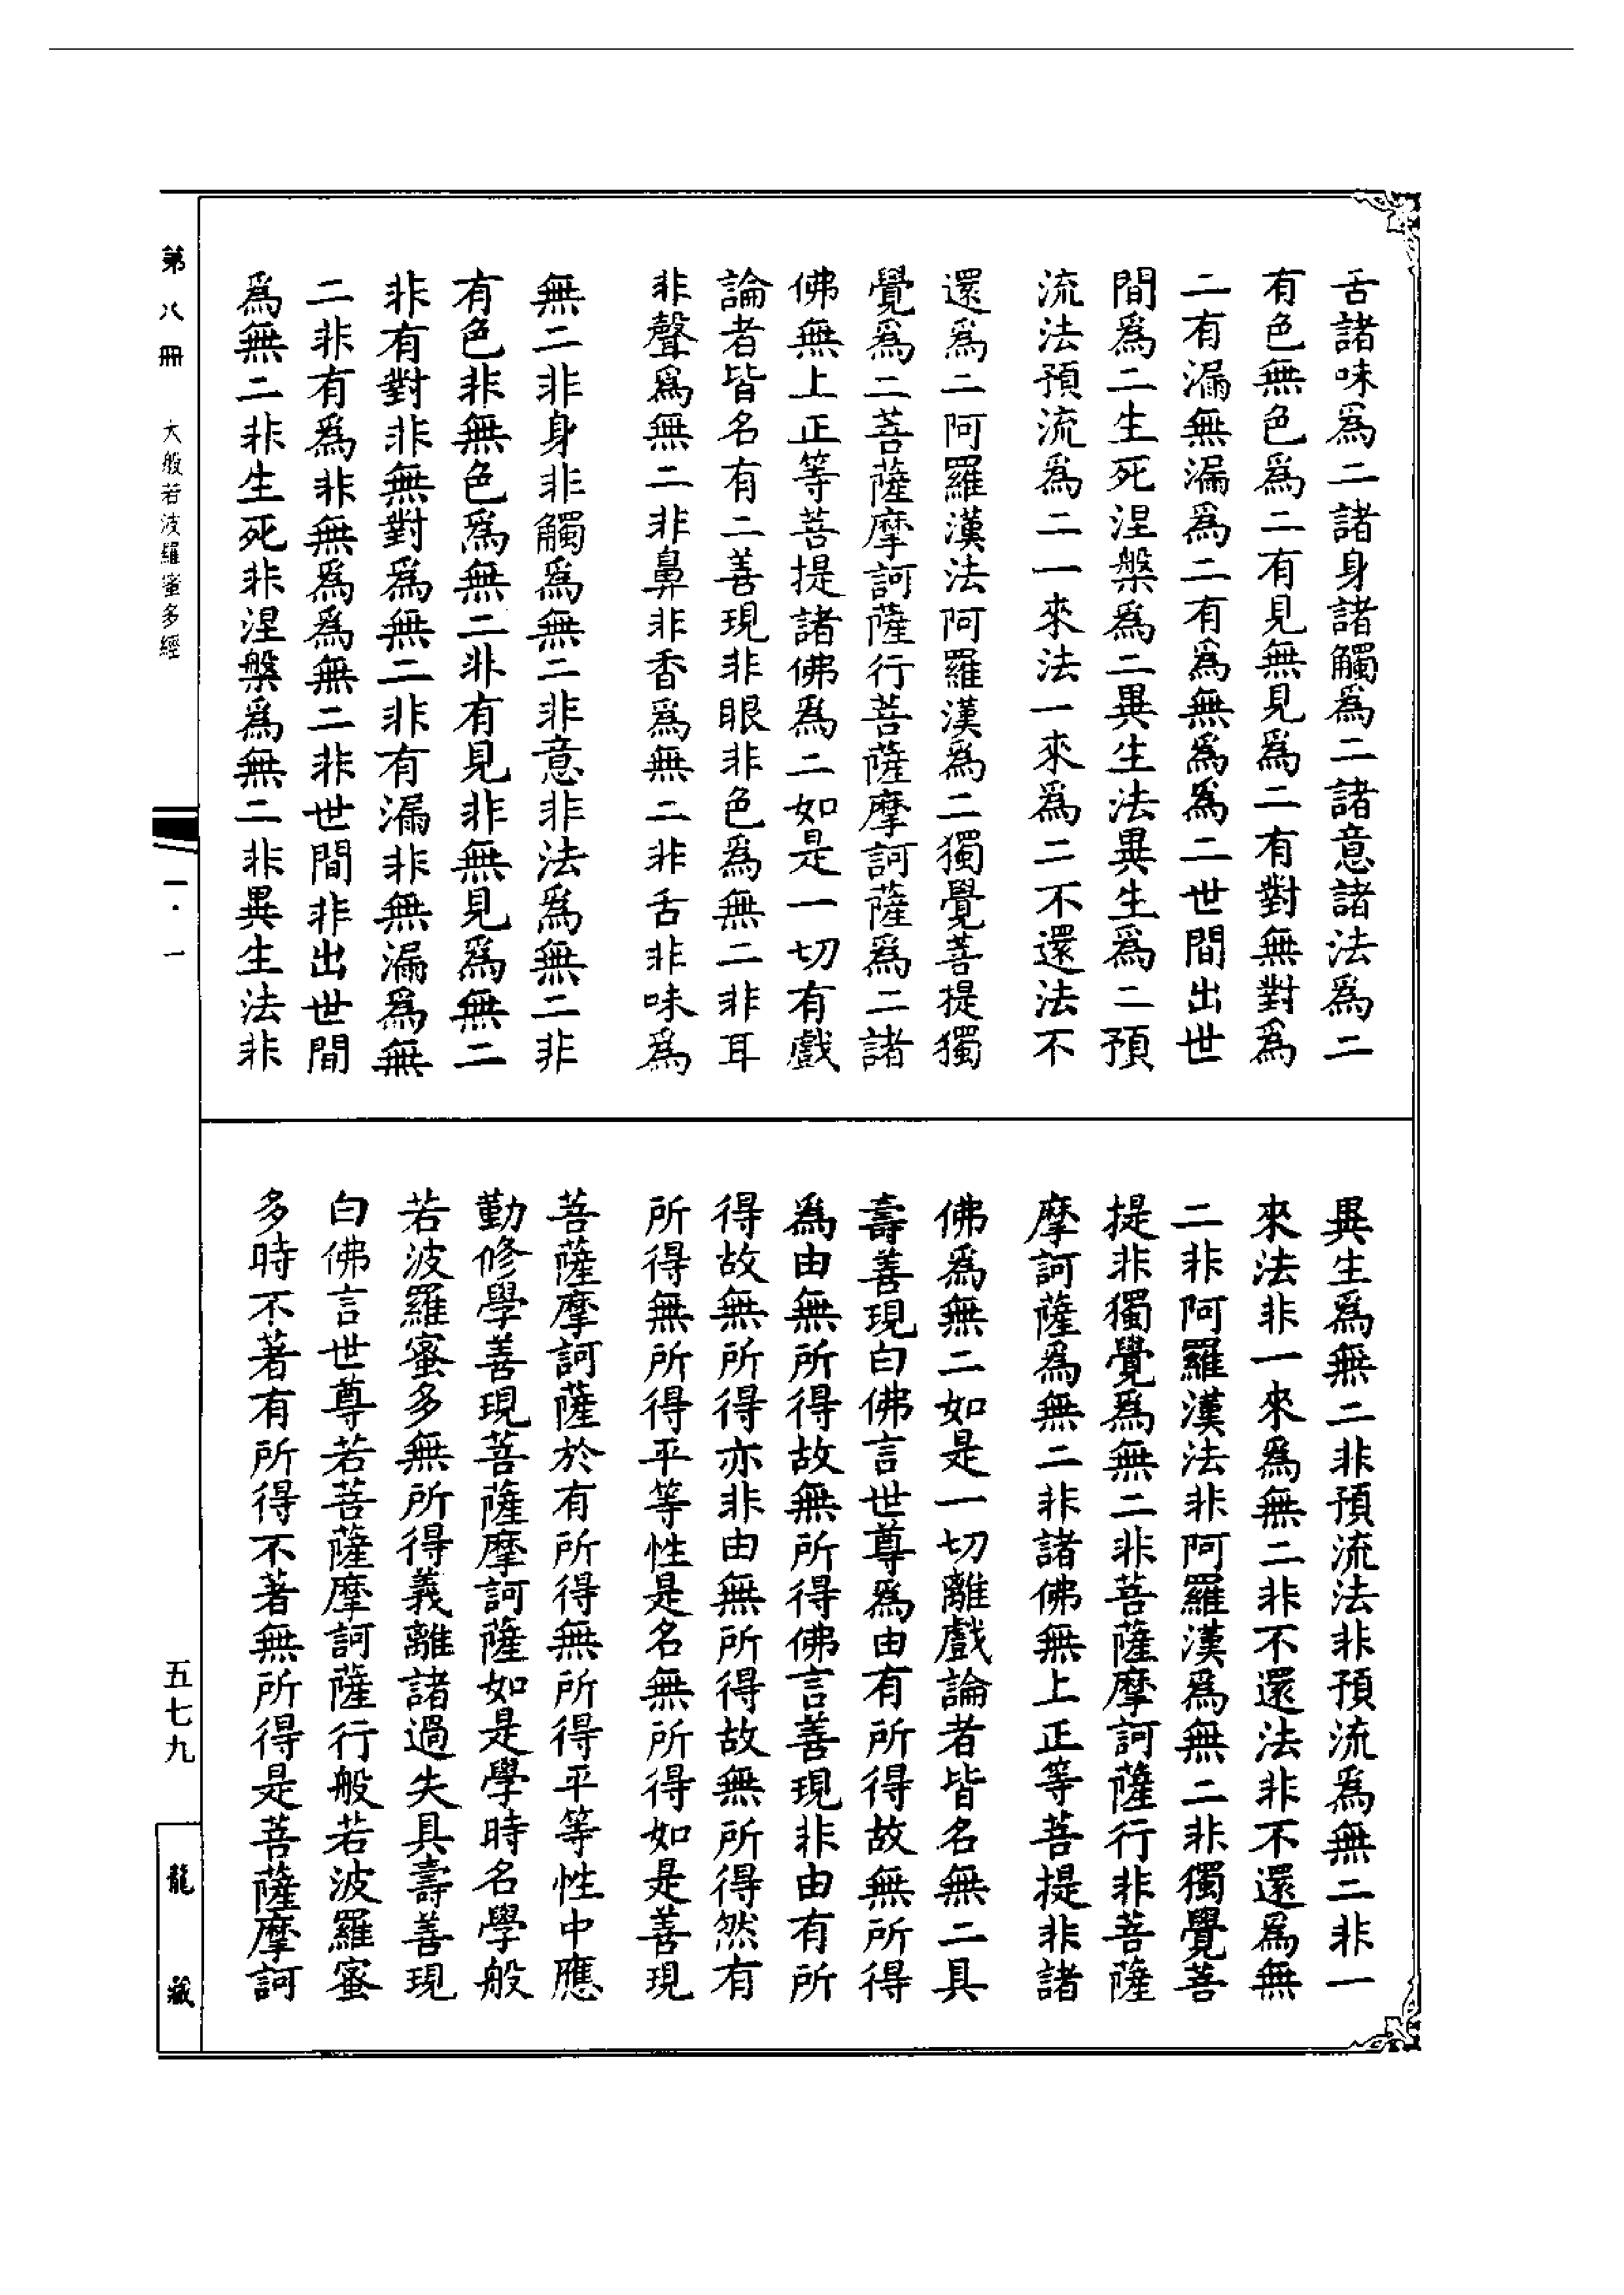 舌諸味爲二諸身諸觸爲二諸意諸法爲二
有色無色爲二有見無見爲二有對無對爲
二有漏無漏爲二有爲無爲爲二世間出世
間爲二生死涅槃爲二異生法異生爲二預
流法預流爲二一來法一來爲二不還法不
還爲二阿羅漢法阿羅漢爲二獨覺菩提獨
覺爲二菩薩摩訶薩行菩薩摩訶薩爲二諸
佛無上正等菩提諸佛爲二如是一切有戲
論者皆名有二善現非眼非色爲無二非耳
非聲爲無二非鼻非香爲無二非舌非味爲
無二非身非觸爲無二非意非法爲無二非
有色非無色爲無二非有見非無見爲無二
非有對非無對爲無二非有漏非無漏爲無
二非有爲非無爲爲無二非世間非出世間
爲無二非生死非涅槃爲無二非異生法非
異生爲無二非預流法非預流爲無二非一
來法非一來爲無二非不還法非不還爲無
二非阿羅漢法非阿羅漢爲無二非獨覺菩
提非獨覺爲無二非菩薩摩訶薩行非菩薩
摩訶薩爲無二非諸佛無上正等菩提非諸
佛爲無二如是一切離戲論者皆名無二具
壽善現白佛言世尊爲由有所得故無所得
爲由無所得故無所得佛言善現非由有所
得故無所得亦非由無所得故無所得然有
所得無所得平等性是名無所得如是善現
菩薩摩訶薩於有所得無所得平等性中應
勤修學善現菩薩摩訶薩如是學時名學般
若波羅蜜多無所得義離諸過失具壽善現
白佛言世尊若菩薩摩訶薩行般若波羅蜜
多時不著有所得不著無所得是菩薩摩訶
第八冊 大般若波羅蜜多經
一·一
五七九
龍藏